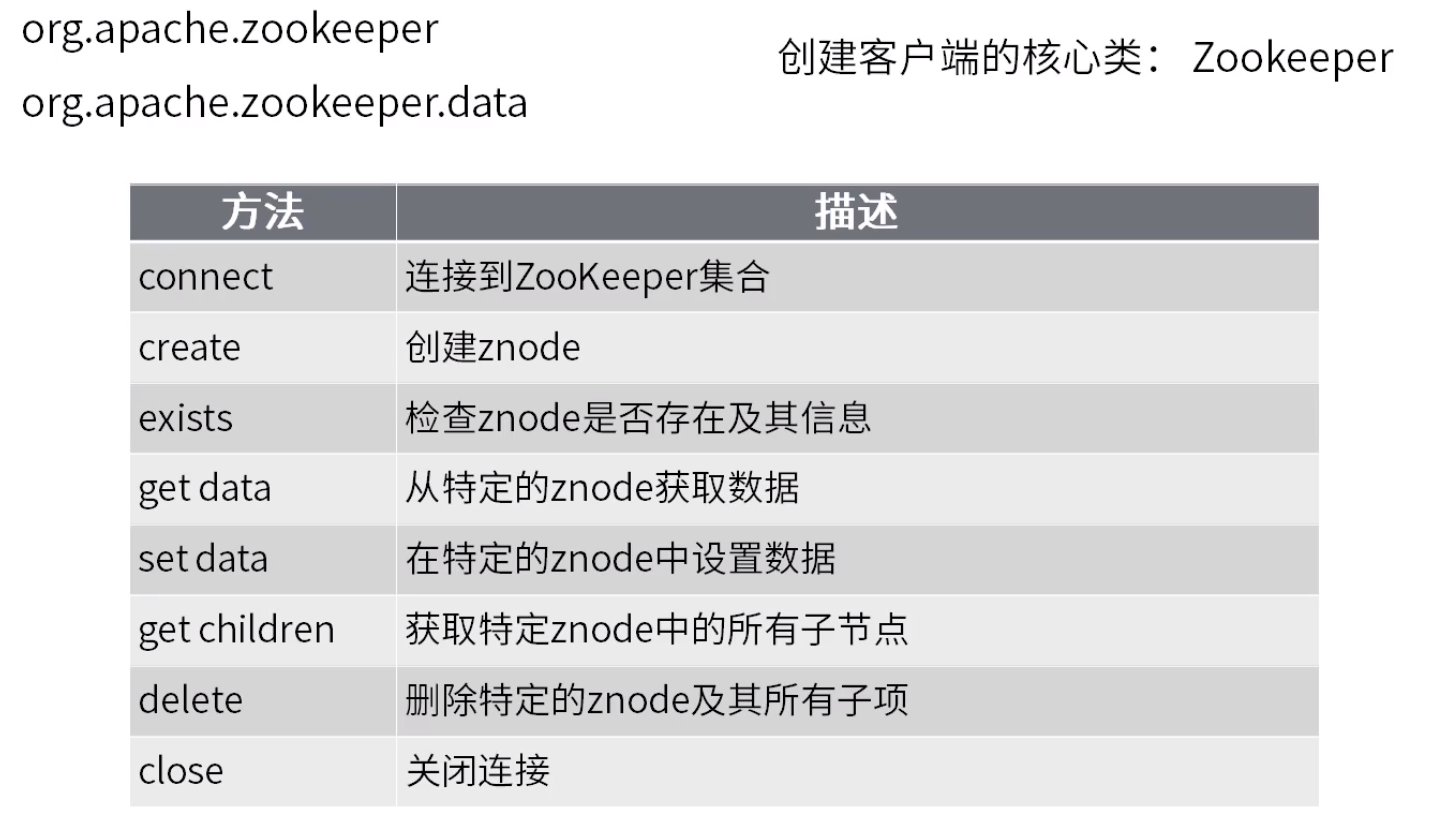 org.apache.zookeeper
创建客户端的核心类： Zookeeper
org.apache.zookeeper.data
方法 描述
connect 连接到ZooKeeper集合
create 创建znode
exists 检查znode是否存在及其信息
get data 从特定的znode获取数据
set data 在特定的znode中设置数据
get children 获取特定znode中的所有子节点
delete 删除特定的znode及其所有子项
close 关闭连接